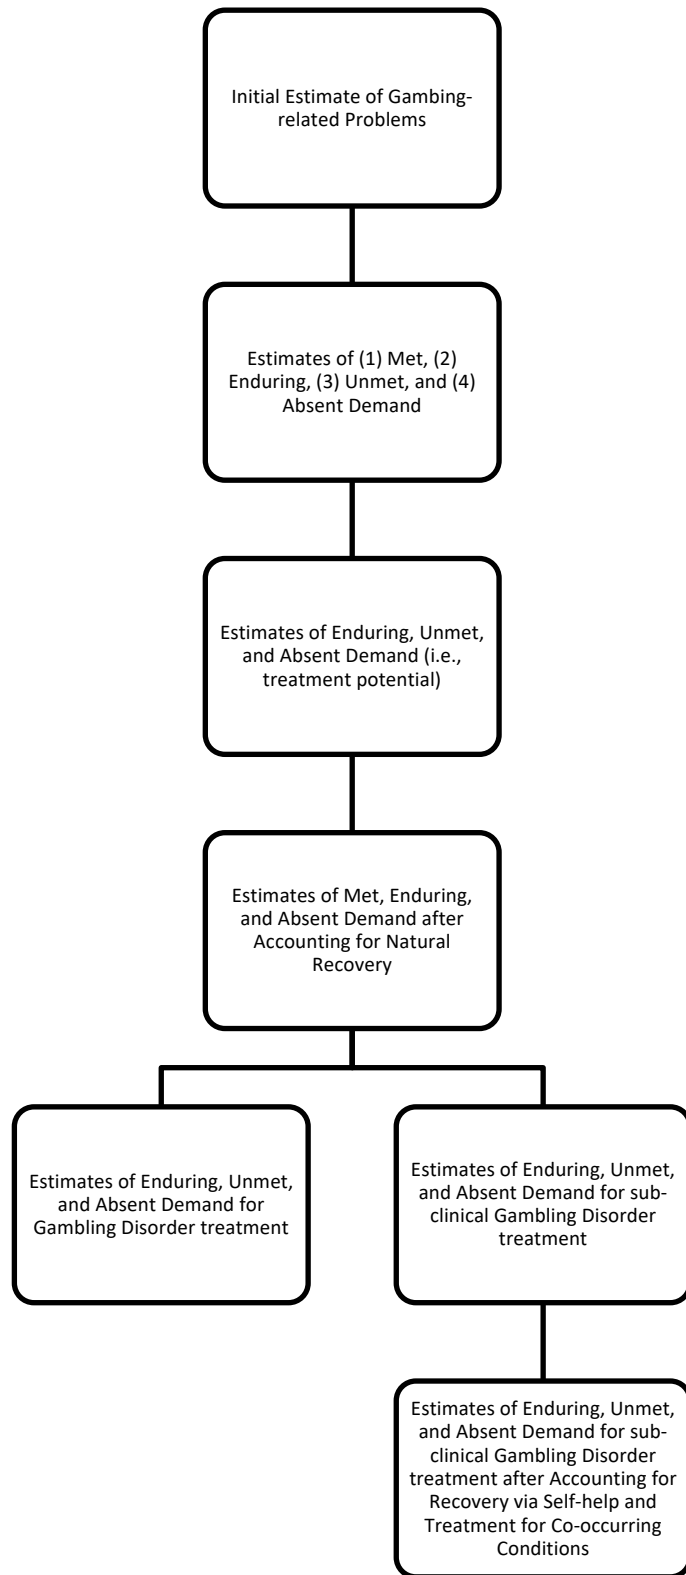 Initial Estimate of Gambing-
related Problems
Estimates of (1) Met, (2)
Enduring, (3) Unmet, and (4)
Absent Demand
Estimates of Enduring, Unmet,
and Absent Demand (i.e.,
treatment potential)
Estimates of Met, Enduring,
and Absent Demand after
Accounting for Natural
Recovery
Estimates of Enduring, Unmet,
and Absent Demand for
Gambling Disorder treatment
Estimates of Enduring, Unmet,
and Absent Demand for sub-
clinical Gambling Disorder
treatment
Estimates of Enduring, Unmet,
and Absent Demand for sub-
clinical Gambling Disorder
treatment after Accounting for
Recovery via Self-help and
Treatment for Co-occurring
Conditions